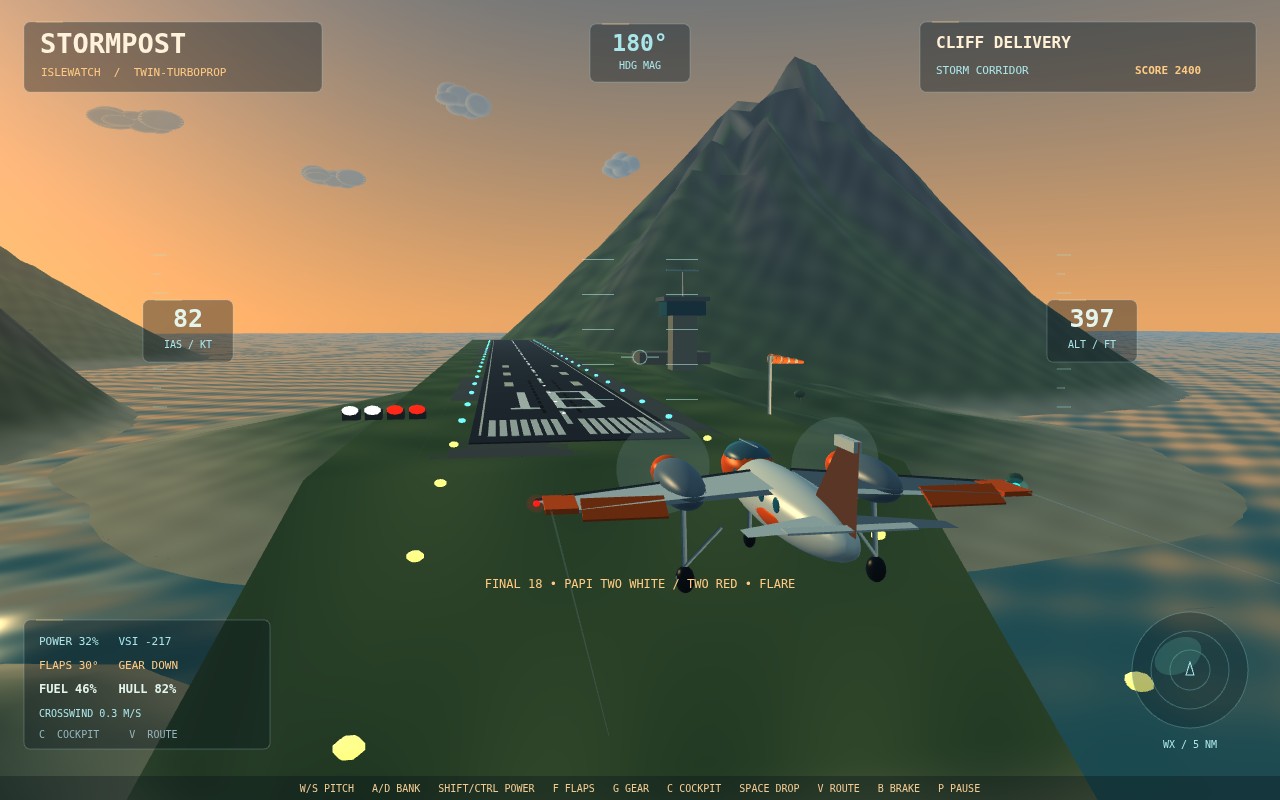 STORMPOST
ISLEWATCH / TWIN-TURBOPROP
180°
HDG MAG
CLIFF DELIVERY
STORM CORRIDOR SCORE 2400
82
IAS / KT
397
ALT / FT
18
FINAL 18 • PAPI TWO WHITE / TWO RED • FLARE
POWER 32% VSI -217
FLAPS 30° GEAR DOWN
FUEL 46% HULL 82%
CROSSWIND 0.3 M/S
C COCKPIT V ROUTE
WX / 5 NM
W/S PITCH A/D BANK SHIFT/CTRL POWER F FLAPS G GEAR C COCKPIT SPACE DROP V ROUTE B BRAKE P PAUSE